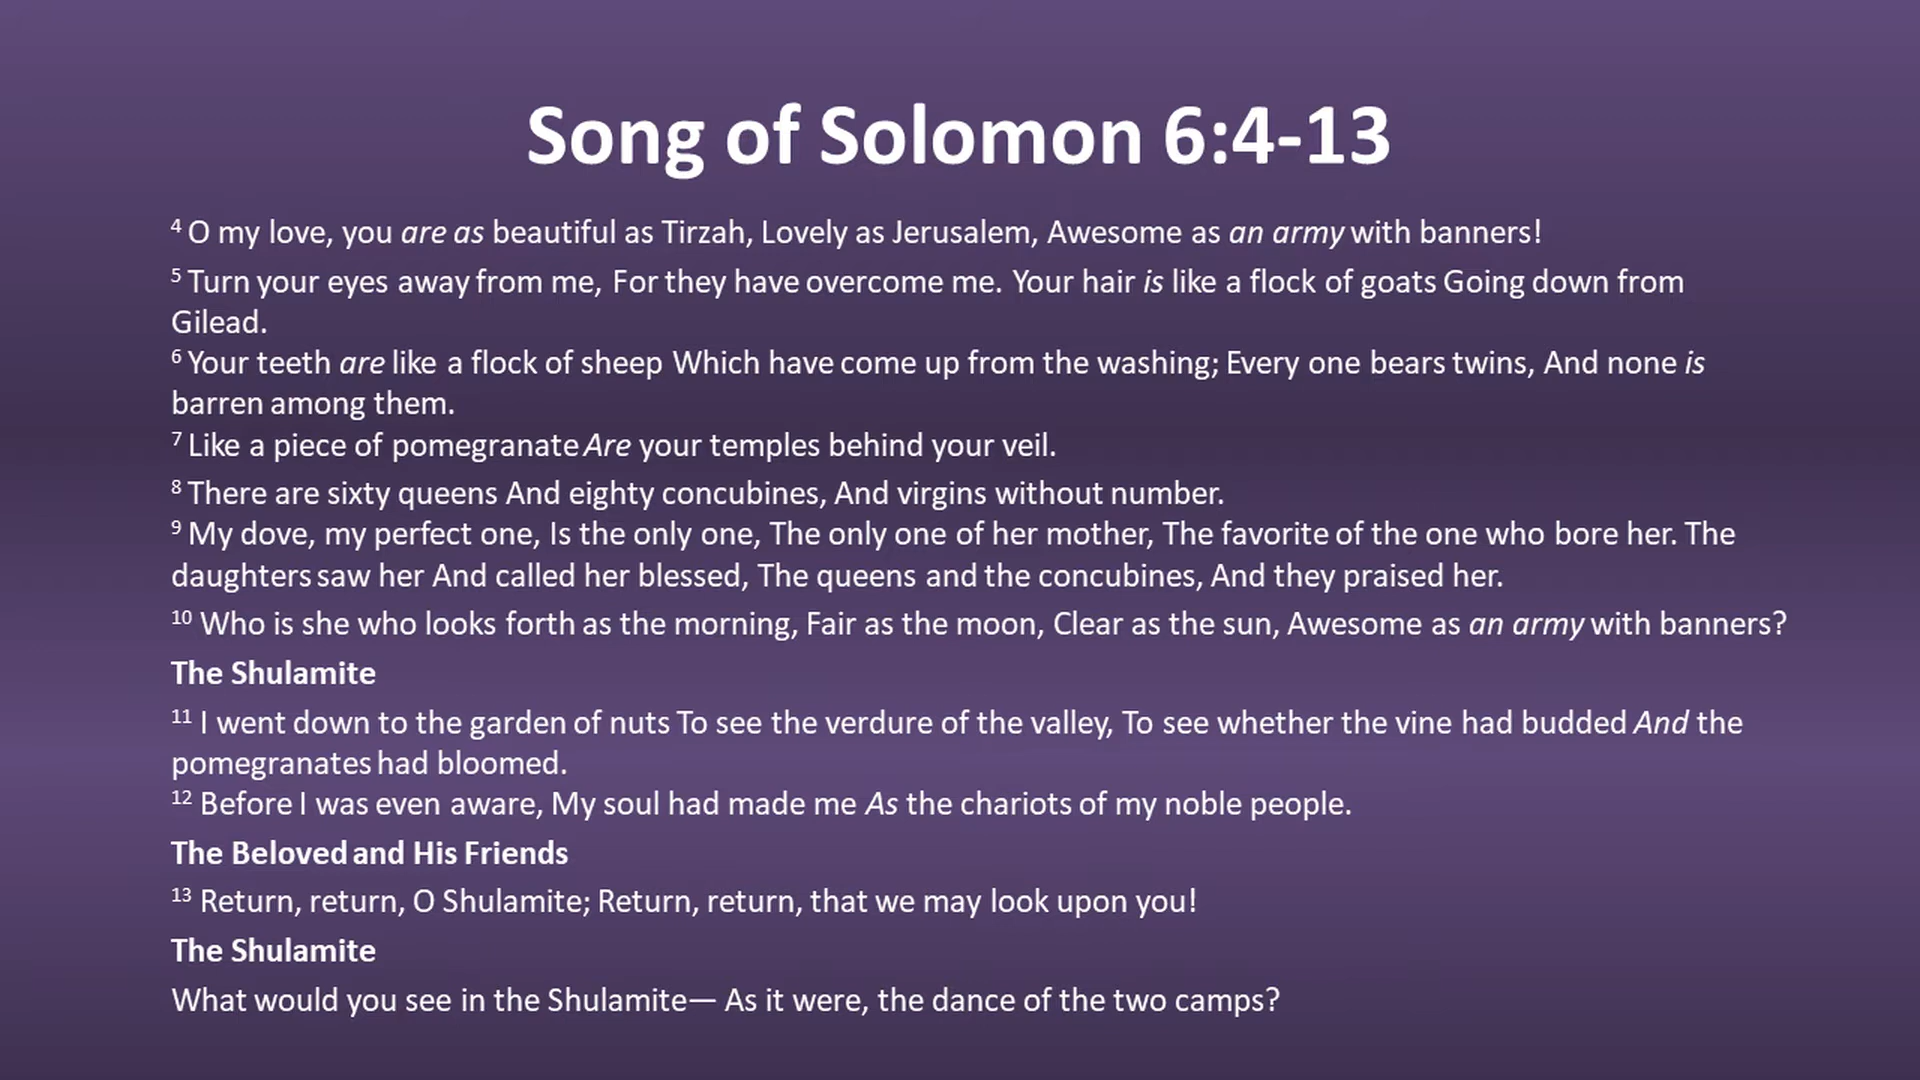 Song of Solomon 6:4-13
4 O my love, you are as beautiful as Tirzah, Lovely as Jerusalem, Awesome as an army with banners!
5 Turn your eyes away from me, For they have overcome me. Your hair is like a flock of goats Going down from
Gilead.
6 Your teeth are like a flock of sheep Which have come up from the washing; Every one bears twins, And none is
barren among them.
7 Like a piece of pomegranate Are your temples behind your veil.
8 There are sixty queens And eighty concubines, And virgins without number.
9 My dove, my perfect one, Is the only one, The only one of her mother, The favorite of the one who bore her. The
daughters saw her And called her blessed, The queens and the concubines, And they praised her.
10 Who is she who looks forth as the morning, Fair as the moon, Clear as the sun, Awesome as an army with banners?
The Shulamite
11 I went down to the garden of nuts To see the verdure of the valley, To see whether the vine had budded And the
pomegranates had bloomed.
12 Before I was even aware, My soul had made me As the chariots of my noble people.
The Beloved and His Friends
13 Return, return, O Shulamite; Return, return, that we may look upon you!
The Shulamite
What would you see in the Shulamite— As it were, the dance of the two camps?